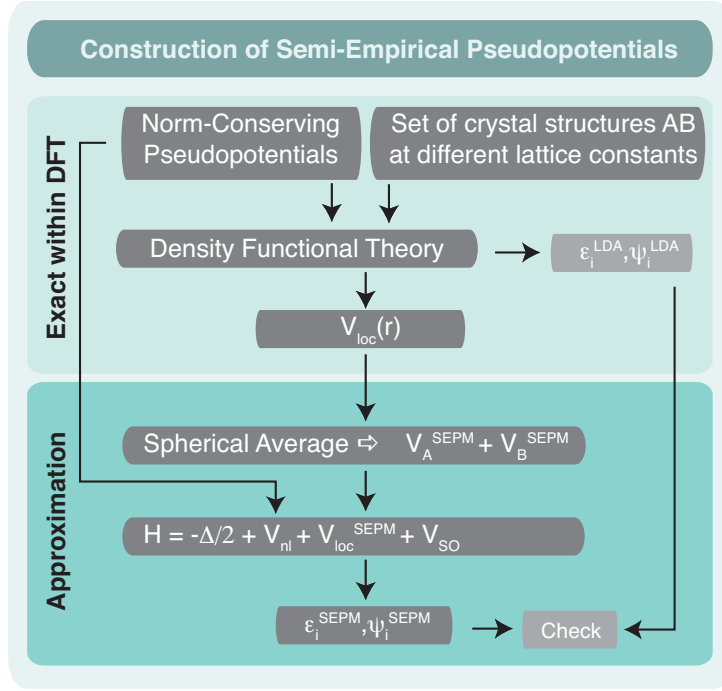 Construction of Semi-Empirical Pseudopotentials
Exact within DFT
Norm-Conserving
Pseudopotentials
Set of crystal structures AB
at different lattice constants
Density Functional Theory
ε_i^LDA,ψ_i^LDA
V_loc(r)
Approximation
Spherical Average ⇨ V_A^SEPM + V_B^SEPM
H = -Δ/2 + V_nl + V_loc^SEPM + V_SO
ε_i^SEPM,ψ_i^SEPM
Check